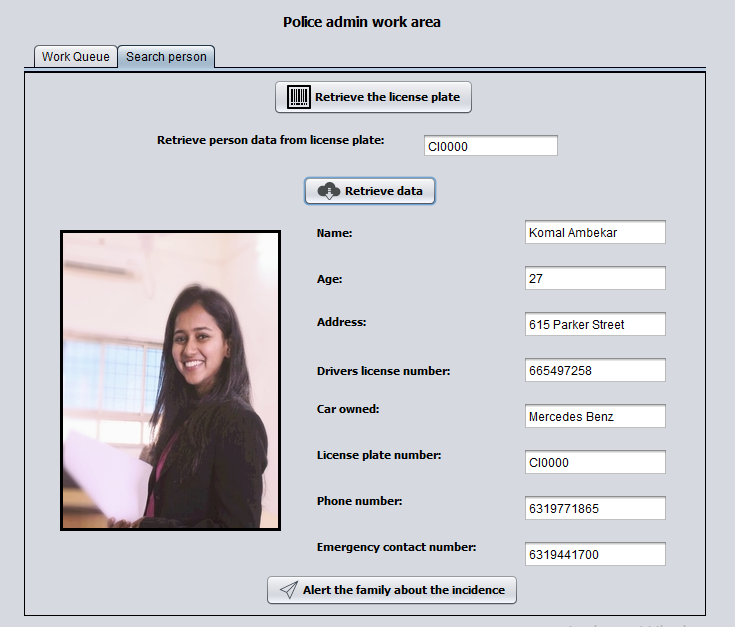 Police admin work area
Work Queue
Search person
Retrieve the license plate
Retrieve person data from license plate:
CI0000
Retrieve data
Name:
Komal Ambekar
Age:
27
Address:
615 Parker Street
Drivers license number:
665497258
Car owned:
Mercedes Benz
License plate number:
CI0000
Phone number:
6319771865
Emergency contact number:
6319441700
Alert the family about the incidence